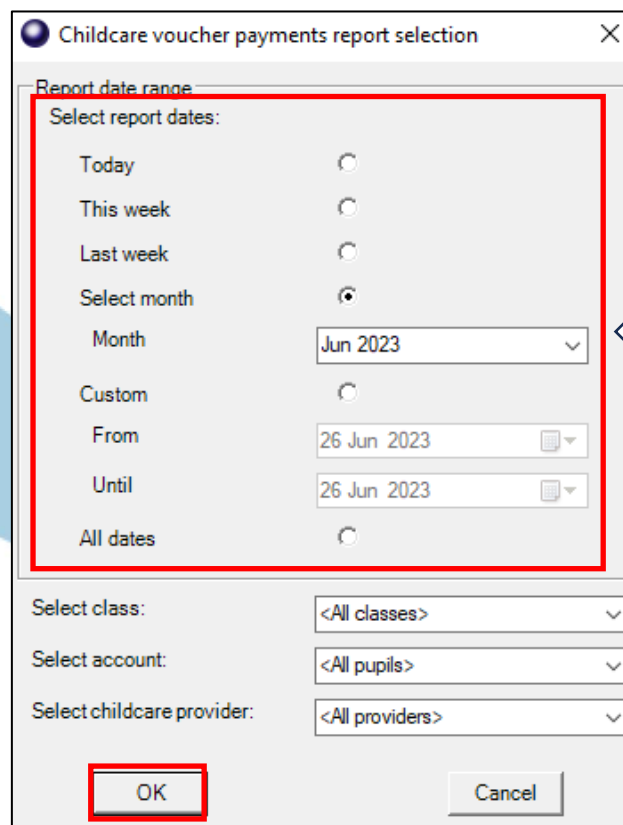 Childcare voucher payments report selection
Report date range
Select report dates:
Today
This week
Last week
Select month
Month Jun 2023
Custom
From 26 Jun 2023
Until 26 Jun 2023
All dates
Select class: <All classes>
Select account: <All pupils>
Select childcare provider: <All providers>
OK Cancel